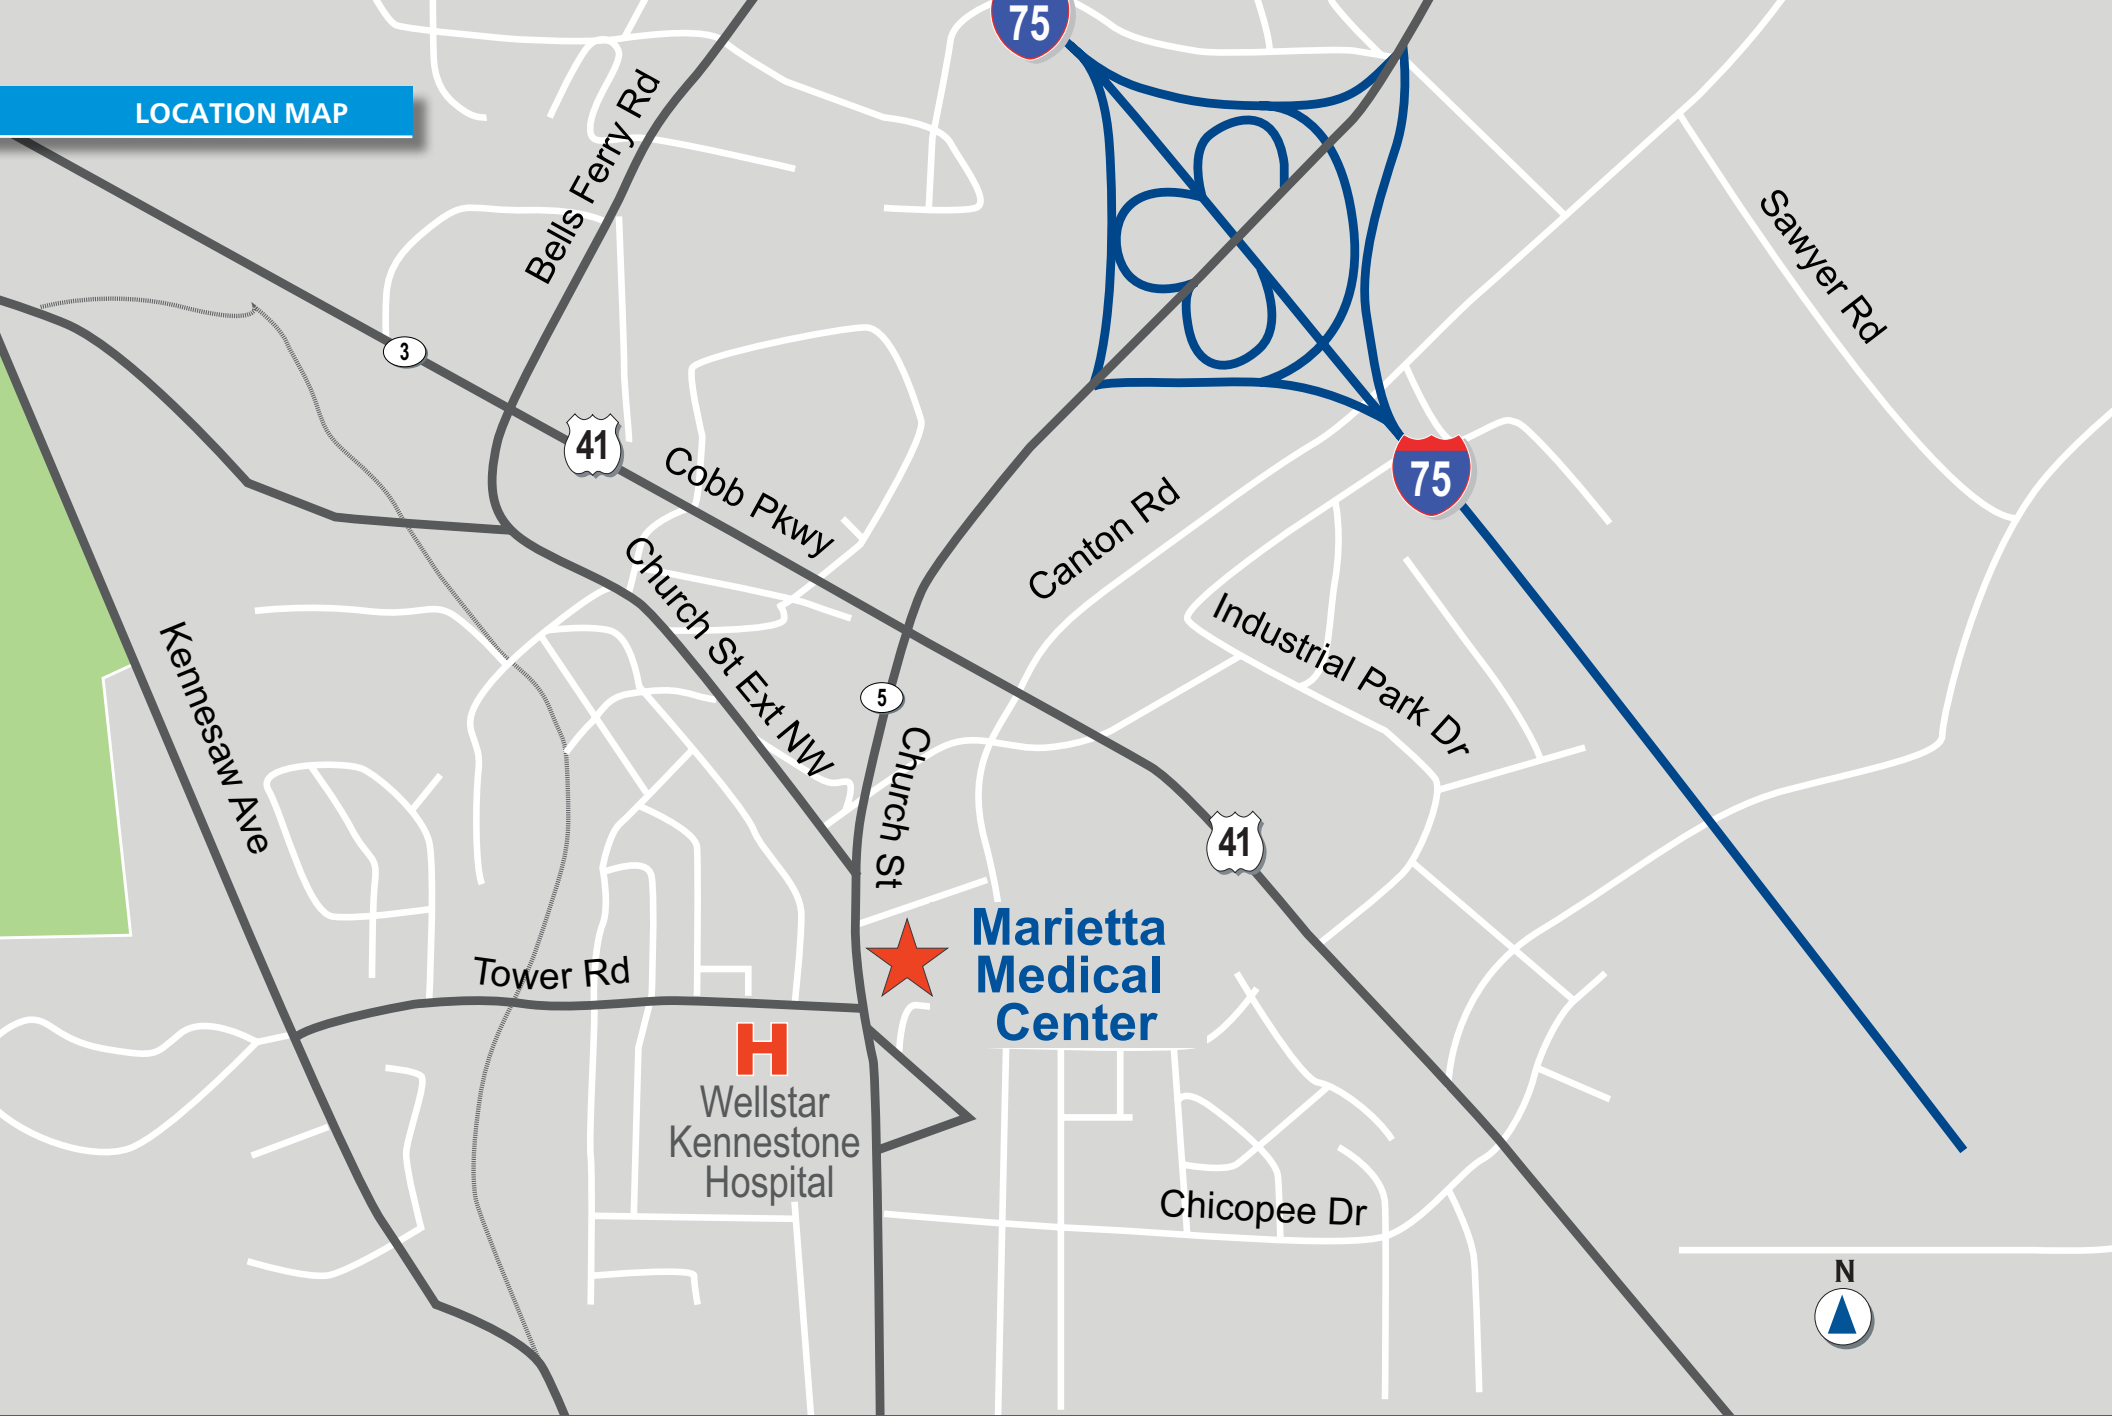 75
LOCATION MAP
Bells Ferry Rd
Sawyer Rd
3
41
Cobb Pkwy
75
Canton Rd
Church St Ext NW
Industrial Park Dr
Kennesaw Ave
5
Church St
41
Marietta
Medical
Center
Tower Rd
Wellstar
Kennestone
Hospital
Chicopee Dr
N